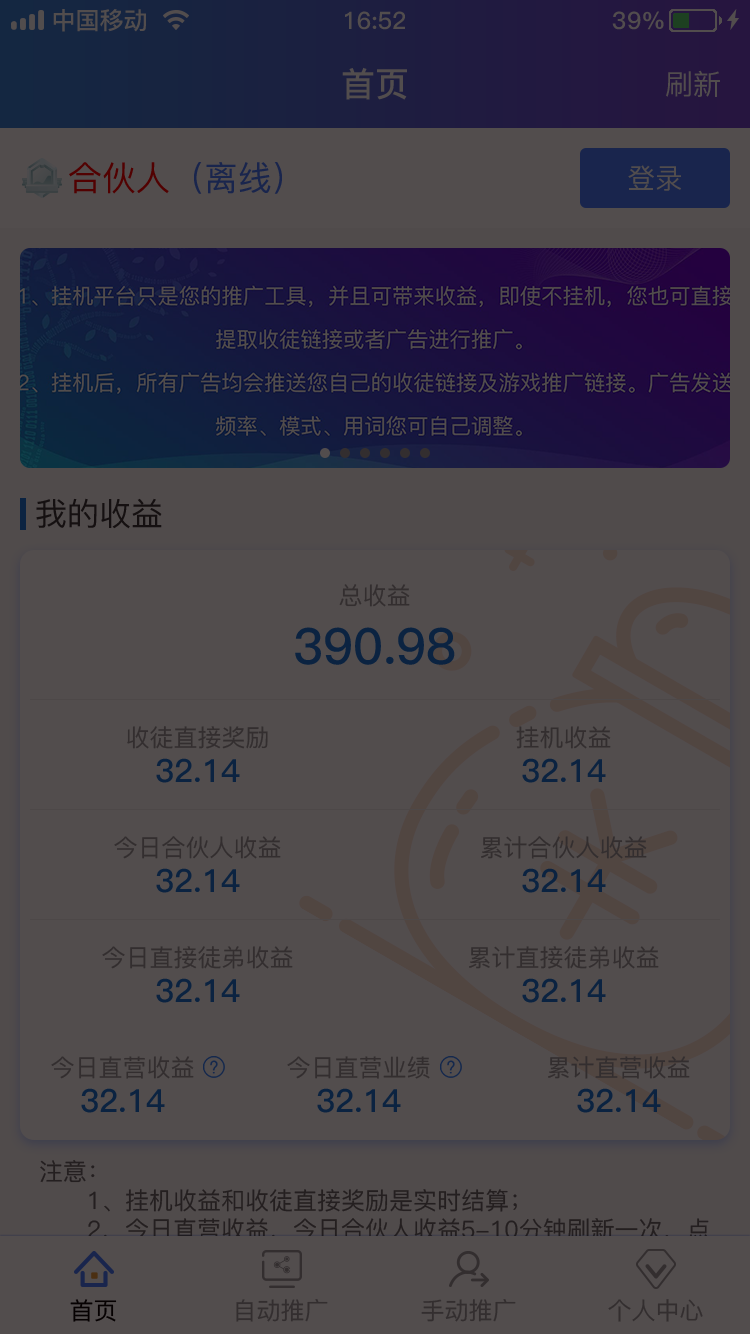 中国移动 16:52 39%
首页 刷新
合伙人（离线） 登录
1、挂机平台只是您的推广工具，并且可带来收益，即使不挂机，您也可直接
提取收徒链接或者广告进行推广。
2、挂机后，所有广告均会推送您自己的收徒链接及游戏推广链接。广告发送
频率、模式、用词您可自己调整。
我的收益
总收益
390.98
收徒直接奖励 挂机收益
32.14 32.14
今日合伙人收益 累计合伙人收益
32.14 32.14
今日直接徒弟收益 累计直接徒弟收益
32.14 32.14
今日直营收益 ? 今日直营业绩 ? 累计直营收益
32.14 32.14 32.14
注意：
1、挂机收益和收徒直接奖励是实时结算；
2、今日直营收益、今日合伙人收益5-10分钟刷新一次，点
首页 自动推广 手动推广 个人中心